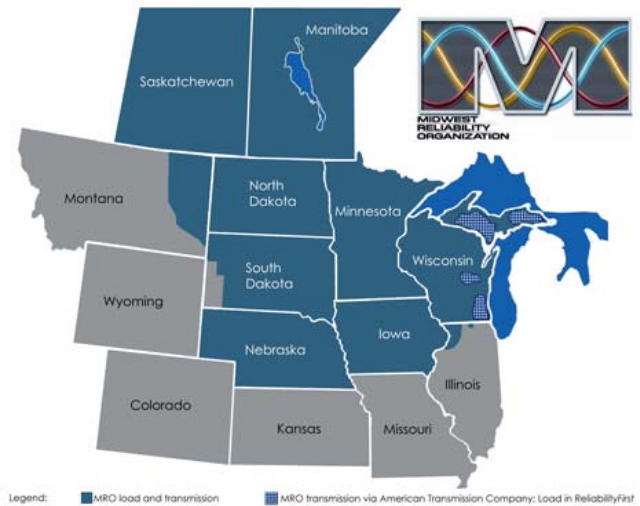 Manitoba
Saskatchewan
MIDWEST
RELIABILITY
ORGANIZATION
Montana
North
Dakota
Minnesota
Wisconsin
South
Dakota
Wyoming
Iowa
Nebraska
Illinois
Colorado
Kansas
Missouri
Legend:
MRO load and transmission
MRO transmission via American Transmission Company; Load in ReliabilityFirst